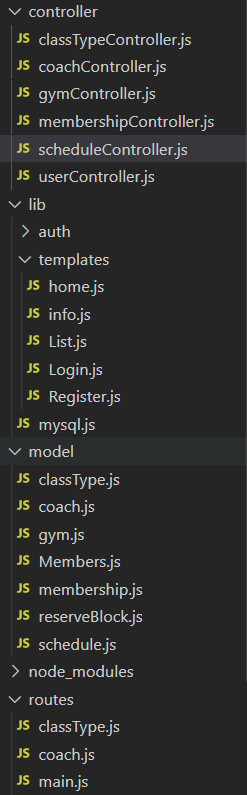 controller
JS classTypeController.js
JS coachController.js
JS gymController.js
JS membershipController.js
JS scheduleController.js
JS userController.js
lib
auth
templates
JS home.js
JS info.js
JS List.js
JS Login.js
JS Register.js
JS mysql.js
model
JS classType.js
JS coach.js
JS gym.js
JS Members.js
JS membership.js
JS reserveBlock.js
JS schedule.js
node_modules
routes
JS classType.js
JS coach.js
JS main.js